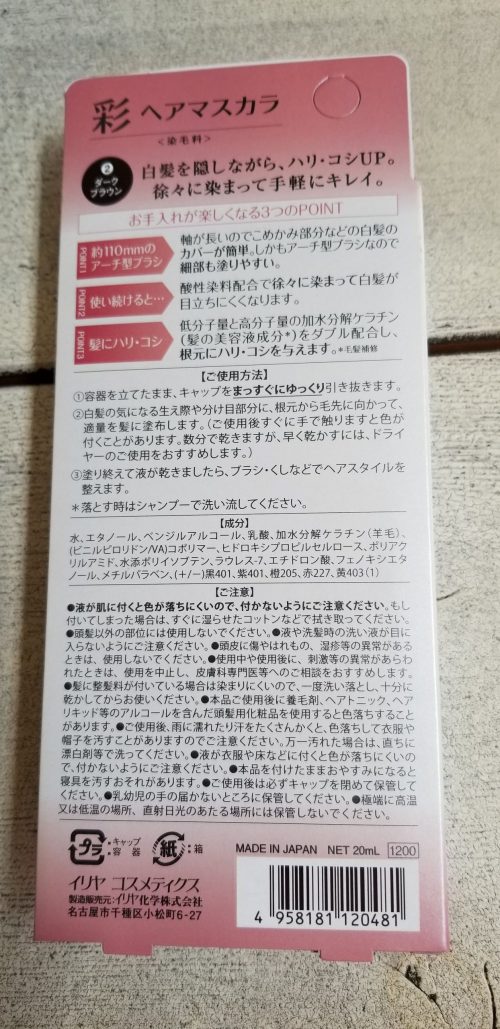 彩 ヘアマスカラ
<染毛料>
② ダーク
ブラウン
白髪を隠しながら、ハリ・コシUP。
徐々に染まって手軽にキレイ。
お手入れが楽しくなる3つのPOINT
POINT1
約110mmの
アーチ型ブラシ
軸が長いのでこめかみ部分などの白髪の
カバーが簡単。しかもアーチ型ブラシなので
細部も塗りやすい。
POINT2
使い続けると…
酸性染料配合で徐々に染まって白髪が
目立ちにくくなります。
POINT3
髪にハリ・コシ
低分子量と高分子量の加水分解ケラチン
(髪の美容液成分*)をダブル配合し、
根元にハリ・コシを与えます。*毛髪補修
【ご使用方法】
①容器を立てたまま、キャップをまっすぐにゆっくり引き抜きます。
②白髪の気になる生え際や分け目部分に、根元から毛先に向かって、
適量を髪に塗布します。(ご使用後すぐに手で触りますと色が
付くことがあります。数分で乾きますが、早く乾かすには、ドライ
ヤーのご使用をおすすめします。)
③塗り終えて液が乾きましたら、ブラシ・くしなどでヘアスタイルを
整えます。
*落とす時はシャンプーで洗い流してください。
【成分】
水、エタノール、ベンジルアルコール、乳酸、加水分解ケラチン(羊毛)、
(ビニルピロリドン/VA)コポリマー、ヒドロキシプロピルセルロース、ポリアク
リルアミド、水添ポリイソブテン、ラウレス-7、エチドロン酸、フェノキシエタ
ノール、メチルパラベン、(+/-)黒401、紫401、橙205、赤227、黄403(1)
【ご注意】
●液が肌に付くと色が落ちにくいので、付かないようにご注意ください。もし
付いてしまった場合は、すぐに湿らせたコットンなどで拭き取ってください。
●頭髪以外の部位には使用しないでください。●液や洗髪時の洗い液が目に
入らないようにご注意ください。●頭皮に傷やはれもの、湿疹等の異常がある
ときは、使用しないでください。●使用中や使用後に、刺激等の異常があらわ
れたときは、使用を中止し、皮膚科専門医等へのご相談をおすすめします。
●髪に整髪料が付いている場合は染まりにくいので、一度洗い落とし、十分に
乾かしてからお使いください。●本品ご使用後に養毛剤、ヘアトニック、ヘア
リキッド等のアルコールを含んだ頭髪用化粧品を使用すると色落ちすること
があります。●ご使用後、雨に濡れたり汗をたくさんかくと、色落ちして衣服や
帽子を汚すことがありますのでご注意ください。万一汚れた場合は、直ちに
漂白剤等で洗ってください。●液が衣服や床などに付くと色が落ちにくいの
で、付かないようにご注意ください。●本品を付けたままおやすみになると
寝具を汚すおそれがあります。●ご使用後は必ずキャップを閉めて保管して
ください。●乳幼児の手の届かないところに保管してください。●極端に高温
又は低温の場所、直射日光のあたる場所には保管しないでください。
プラ キャップ 容器 紙 箱
MADE IN JAPAN NET 20mL 1200
イリヤ コスメティクス
製造販売元:イリヤ化学株式会社
名古屋市千種区小松町6-27
4 958181 120481